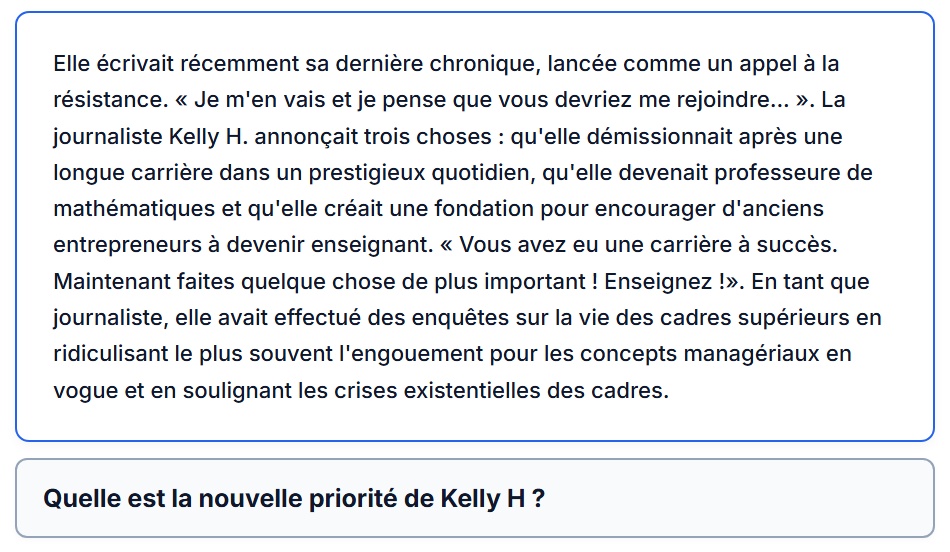 Elle écrivait récemment sa dernière chronique, lancée comme un appel à la
résistance. « Je m'en vais et je pense que vous devriez me rejoindre... ». La
journaliste Kelly H. annonçait trois choses : qu'elle démissionnait après une
longue carrière dans un prestigieux quotidien, qu'elle devenait professeure de
mathématiques et qu'elle créait une fondation pour encourager d'anciens
entrepreneurs à devenir enseignant. « Vous avez eu une carrière à succès.
Maintenant faites quelque chose de plus important ! Enseignez !». En tant que
journaliste, elle avait effectué des enquêtes sur la vie des cadres supérieurs en
ridiculisant le plus souvent l'engouement pour les concepts managériaux en
vogue et en soulignant les crises existentielles des cadres.
Quelle est la nouvelle priorité de Kelly H ?